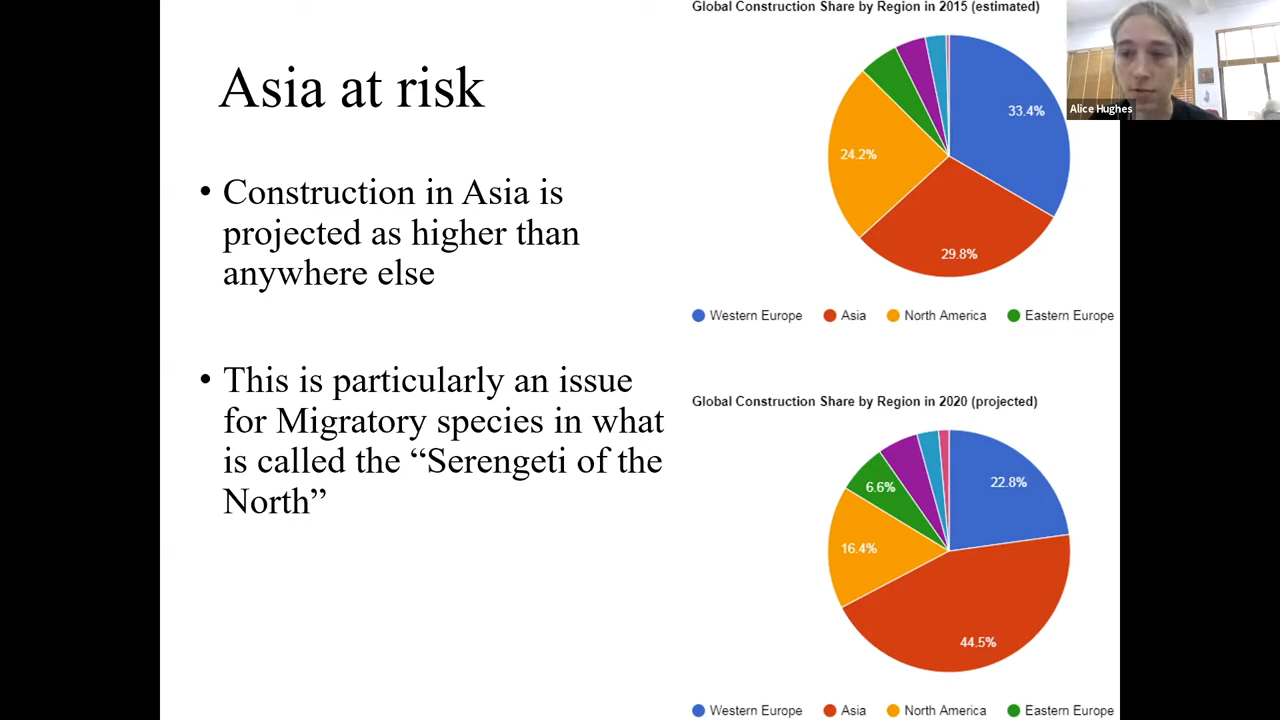 Asia at risk
• Construction in Asia is
projected as higher than
anywhere else
• This is particularly an issue
for Migratory species in what
is called the “Serengeti of the
North”
Global Construction Share by Region in 2015 (estimated)
33.4%
24.2%
29.8%
Western Europe Asia North America Eastern Europe
Global Construction Share by Region in 2020 (projected)
22.8%
6.6%
16.4%
44.5%
Western Europe Asia North America Eastern Europe
Alice Hughes